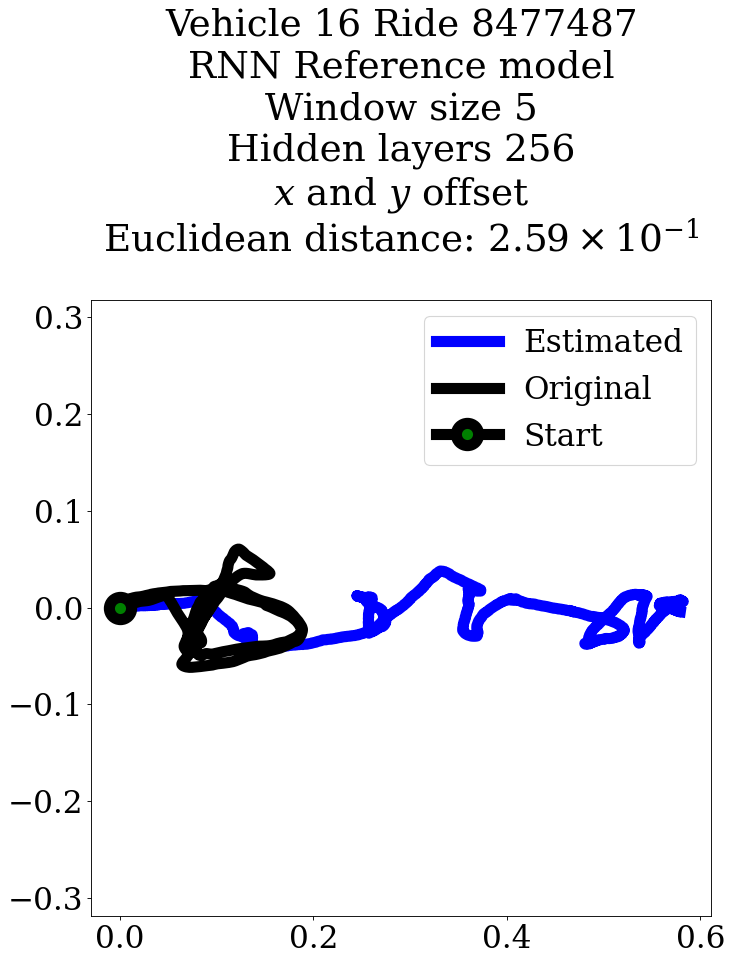 Vehicle 16 Ride 8477487
RNN Reference model
Window size 5
Hidden layers 256
x and y offset
Euclidean distance: 2.59 × 10⁻¹
0.3
Estimated
Original
Start
0.2
0.1
0.0
−0.1
−0.2
−0.3
0.0 0.2 0.4 0.6